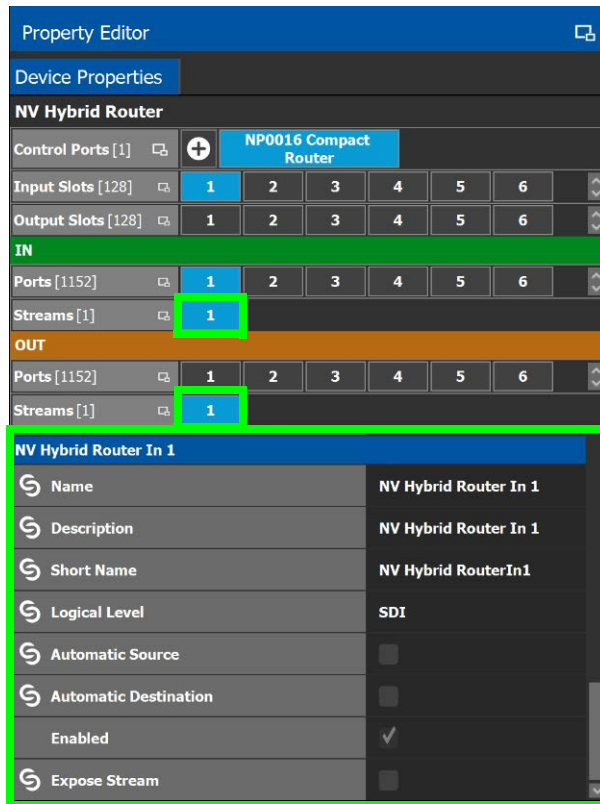 Property Editor
Device Properties
NV Hybrid Router
Control Ports [1] NP0016 Compact Router
Input Slots [128] 1 2 3 4 5 6
Output Slots [128] 1 2 3 4 5 6
IN
Ports [1152] 1 2 3 4 5 6
Streams [1] 1
OUT
Ports [1152] 1 2 3 4 5 6
Streams [1] 1
NV Hybrid Router In 1
Name NV Hybrid Router In 1
Description NV Hybrid Router In 1
Short Name NV Hybrid RouterIn1
Logical Level SDI
Automatic Source
Automatic Destination
Enabled
Expose Stream